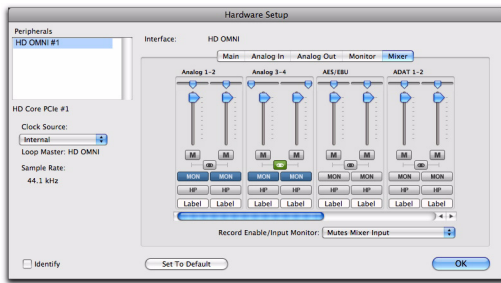 Hardware Setup
Peripherals
HD OMNI #1
Interface: HD OMNI
Main Analog In Analog Out Monitor Mixer
Analog 1-2 Analog 3-4 AES/EBU ADAT 1-2
HD Core PCIe #1
Clock Source:
Internal
Loop Master: HD OMNI
Sample Rate:
44.1 kHz
M M M M M M M M
MON MON MON MON MON MON MON MON
HP HP HP HP HP HP HP HP
Label Label Label Label Label Label Label Label
Record Enable/Input Monitor: Mutes Mixer Input
Identify
Set To Default
OK